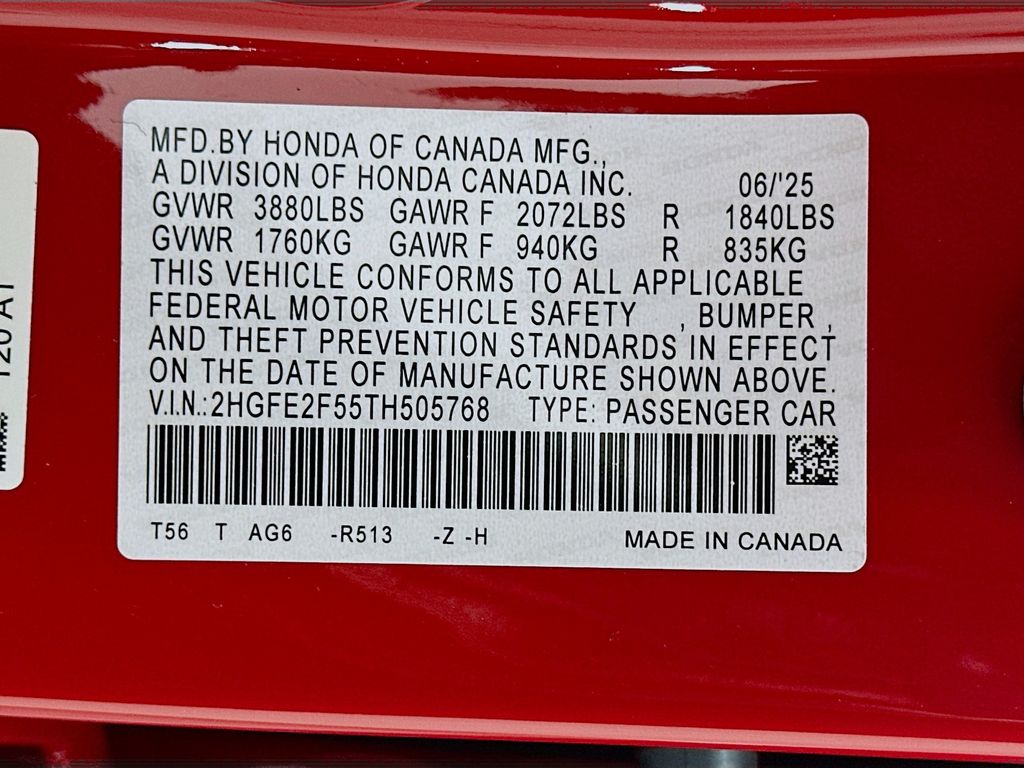 MFD.BY HONDA OF CANADA MFG.,
A DIVISION OF HONDA CANADA INC. 06/'25
GVWR 3880LBS GAWR F 2072LBS R 1840LBS
GVWR 1760KG GAWR F 940KG R 835KG
THIS VEHICLE CONFORMS TO ALL APPLICABLE
FEDERAL MOTOR VEHICLE SAFETY , BUMPER ,
AND THEFT PREVENTION STANDARDS IN EFFECT
ON THE DATE OF MANUFACTURE SHOWN ABOVE.
V.I.N.:2HGFE2F55TH505768 TYPE: PASSENGER CAR
T56 T AG6 -R513 -Z -H MADE IN CANADA